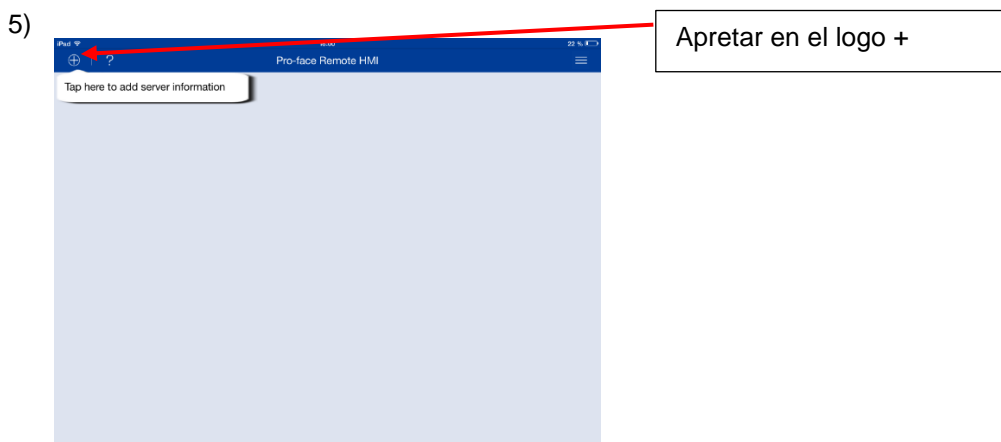 5)
Apretar en el logo +
iPad
22 %
+ ?
Pro-face Remote HMI
Tap here to add server information